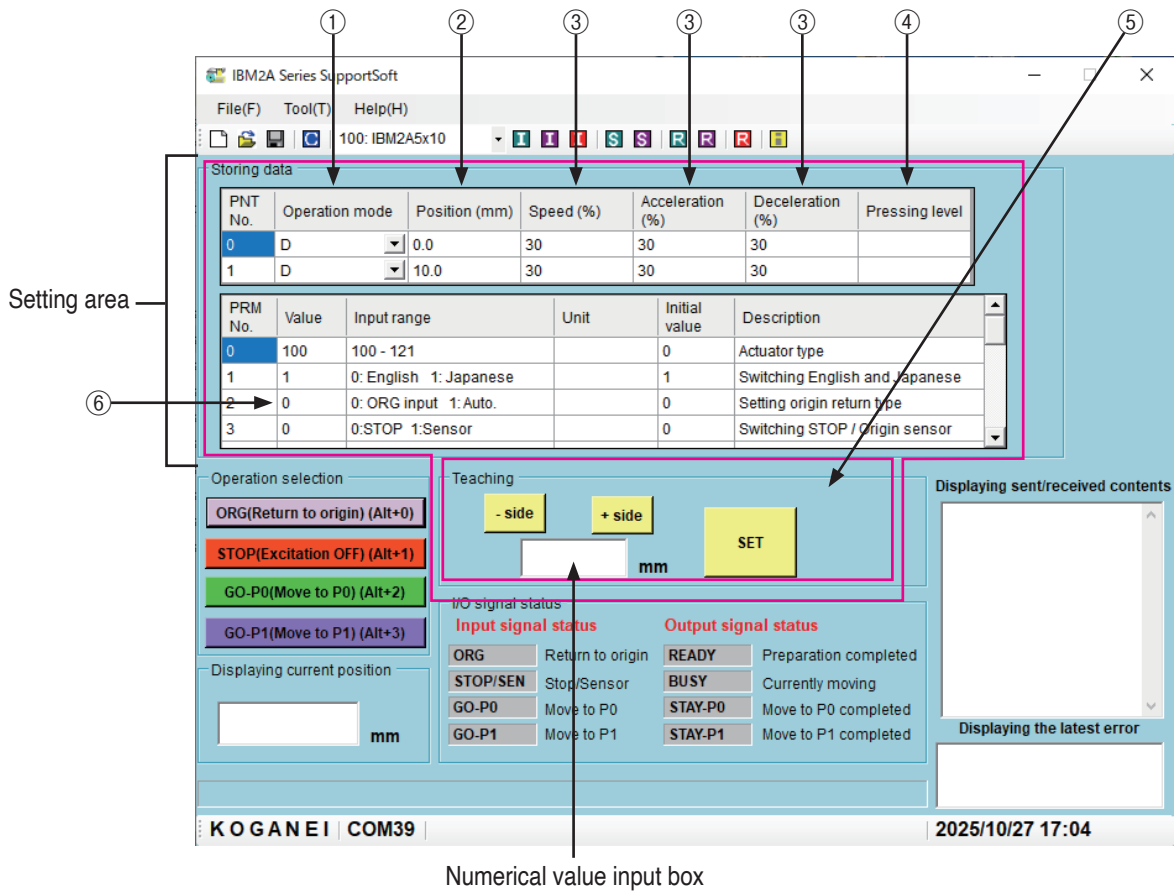 ① ② ③ ③ ③ ④ ⑤
IBM2A Series SupportSoft
File(F) Tool(T) Help(H)
C 100: IBM2A5x10 I I I S S R R R i
Storing data
PNT No. Operation mode Position (mm) Speed (%) Acceleration (%) Deceleration (%) Pressing level
0 D 0.0 30 30 30
1 D 10.0 30 30 30
Setting area
PRM No. Value Input range Unit Initial value Description
0 100 100 - 121 0 Actuator type
1 1 0: English 1: Japanese 1 Switching English and Japanese
⑥
2 0 0: ORG input 1: Auto. 0 Setting origin return type
3 0 0:STOP 1:Sensor 0 Switching STOP / Origin sensor
Operation selection
ORG(Return to origin) (Alt+0)
STOP(Excitation OFF) (Alt+1)
GO-P0(Move to P0) (Alt+2)
GO-P1(Move to P1) (Alt+3)
Teaching
- side + side
SET
mm
Displaying sent/received contents
I/O signal status
Input signal status Output signal status
ORG Return to origin READY Preparation completed
STOP/SEN Stop/Sensor BUSY Currently moving
GO-P0 Move to P0 STAY-P0 Move to P0 completed
GO-P1 Move to P1 STAY-P1 Move to P1 completed
Displaying current position
mm
Displaying the latest error
KOGANEI COM39 2025/10/27 17:04
Numerical value input box